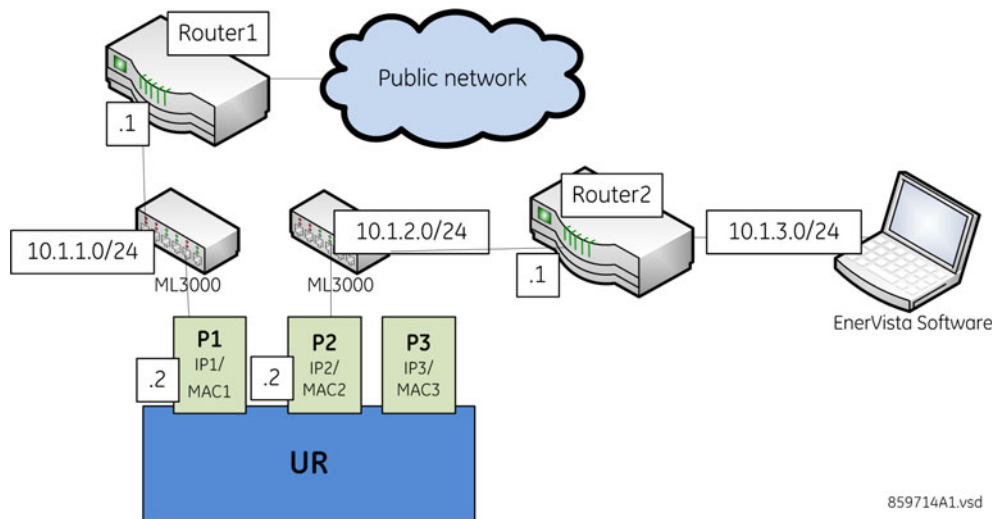 Router1
Public network
.1
Router2
10.1.1.0/24
10.1.2.0/24
10.1.3.0/24
ML3000
ML3000
.1
EnerVista Software
P1
IP1/
MAC1
P2
IP2/
MAC2
P3
IP3/
MAC3
.2
.2
UR
859714A1.vsd